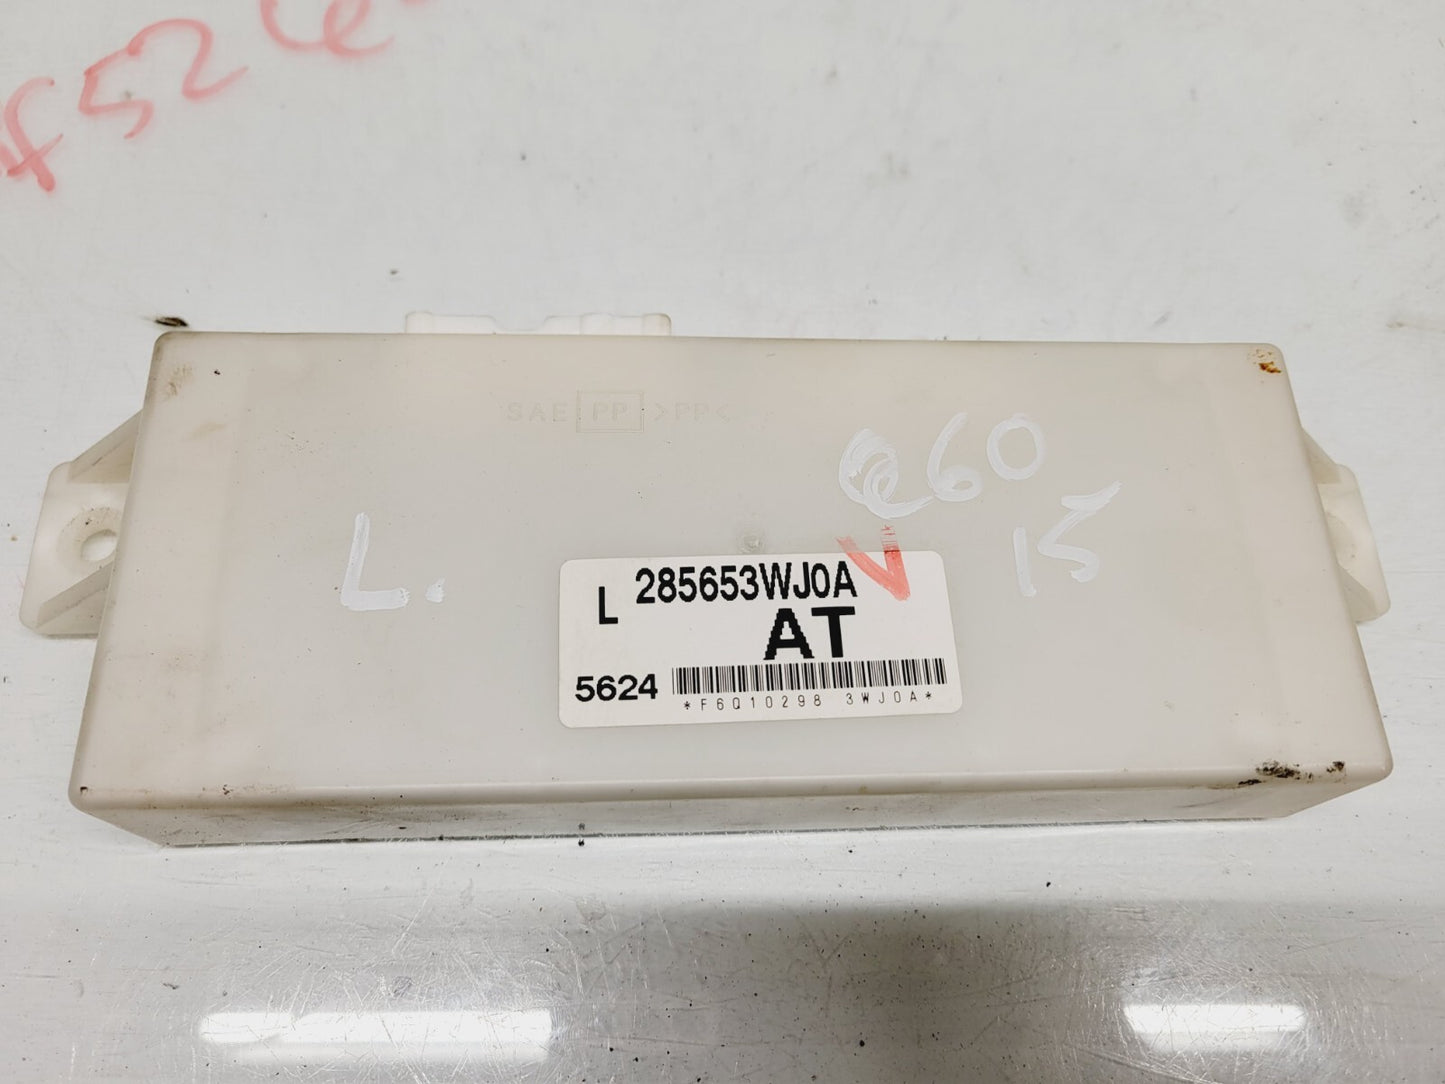 SAE PP >PP<
Q60
15
L.
V
L 285653WJ0A
AT
5624
*F6Q10298 3WJ0A*